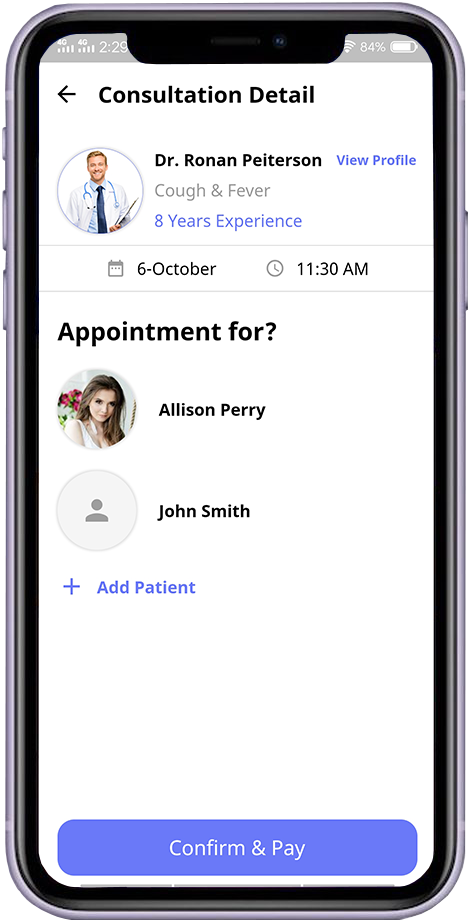 4G 4G 2:29 84%
Consultation Detail
Dr. Ronan Peiterson View Profile
Cough & Fever
8 Years Experience
6-October 11:30 AM
Appointment for?
Allison Perry
John Smith
+ Add Patient
Confirm & Pay